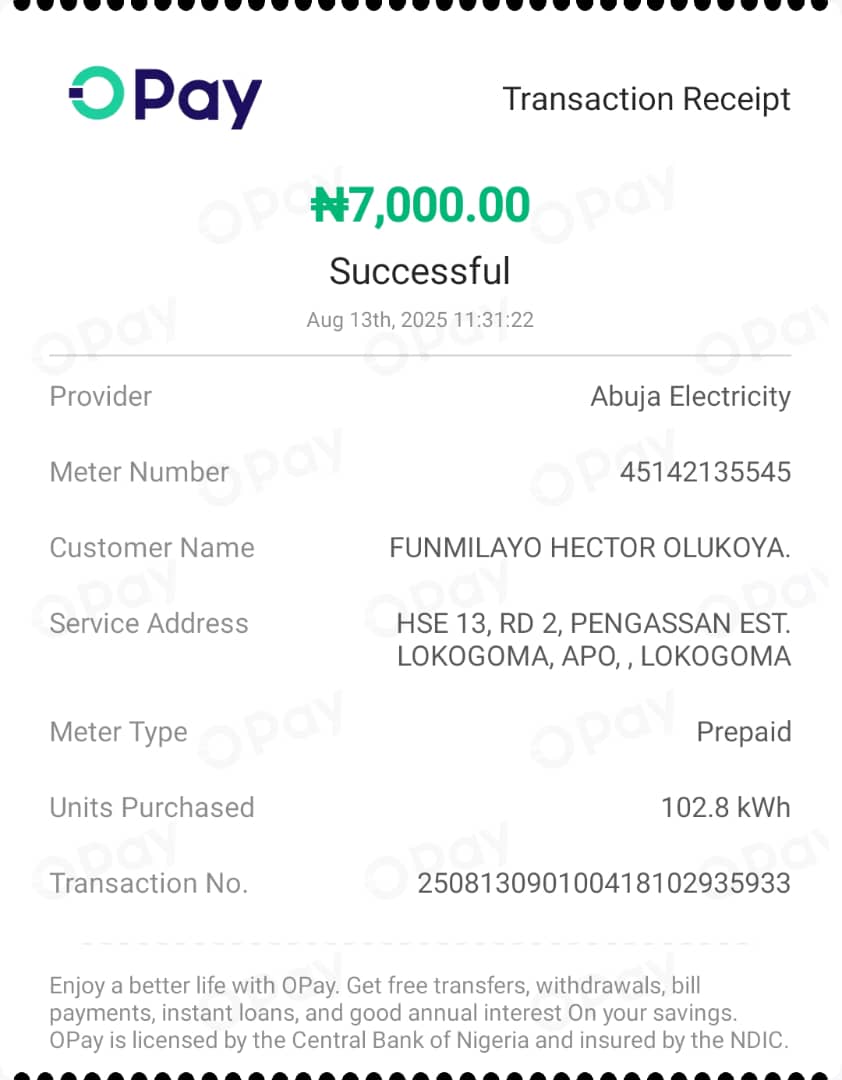 OPay
Transaction Receipt
₦7,000.00
Successful
Aug 13th, 2025 11:31:22
Provider Abuja Electricity
Meter Number 45142135545
Customer Name FUNMILAYO HECTOR OLUKOYA.
Service Address HSE 13, RD 2, PENGASSAN EST.
LOKOGOMA, APO, , LOKOGOMA
Meter Type Prepaid
Units Purchased 102.8 kWh
Transaction No. 250813090100418102935933
Enjoy a better life with OPay. Get free transfers, withdrawals, bill
payments, instant loans, and good annual interest On your savings.
OPay is licensed by the Central Bank of Nigeria and insured by the NDIC.